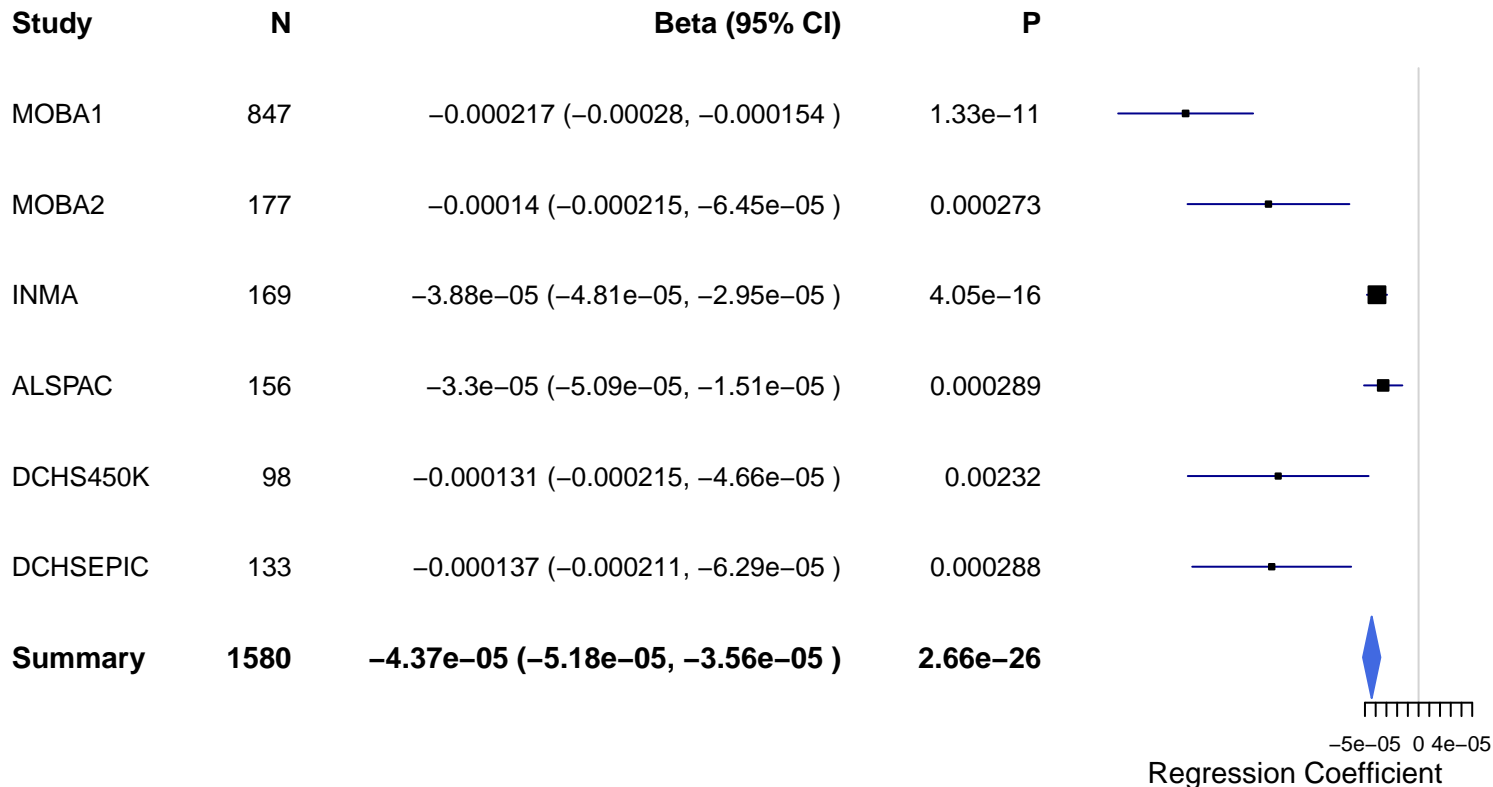 Study N Beta (95% CI) P
MOBA1 847 −0.000217 (−0.00028, −0.000154 ) 1.33e−11
MOBA2 177 −0.00014 (−0.000215, −6.45e−05 ) 0.000273
INMA 169 −3.88e−05 (−4.81e−05, −2.95e−05 ) 4.05e−16
ALSPAC 156 −3.3e−05 (−5.09e−05, −1.51e−05 ) 0.000289
DCHS450K 98 −0.000131 (−0.000215, −4.66e−05 ) 0.00232
DCHSEPIC 133 −0.000137 (−0.000211, −6.29e−05 ) 0.000288
Summary 1580 −4.37e−05 (−5.18e−05, −3.56e−05 ) 2.66e−26
−5e−05 0 4e−05
Regression Coefficient